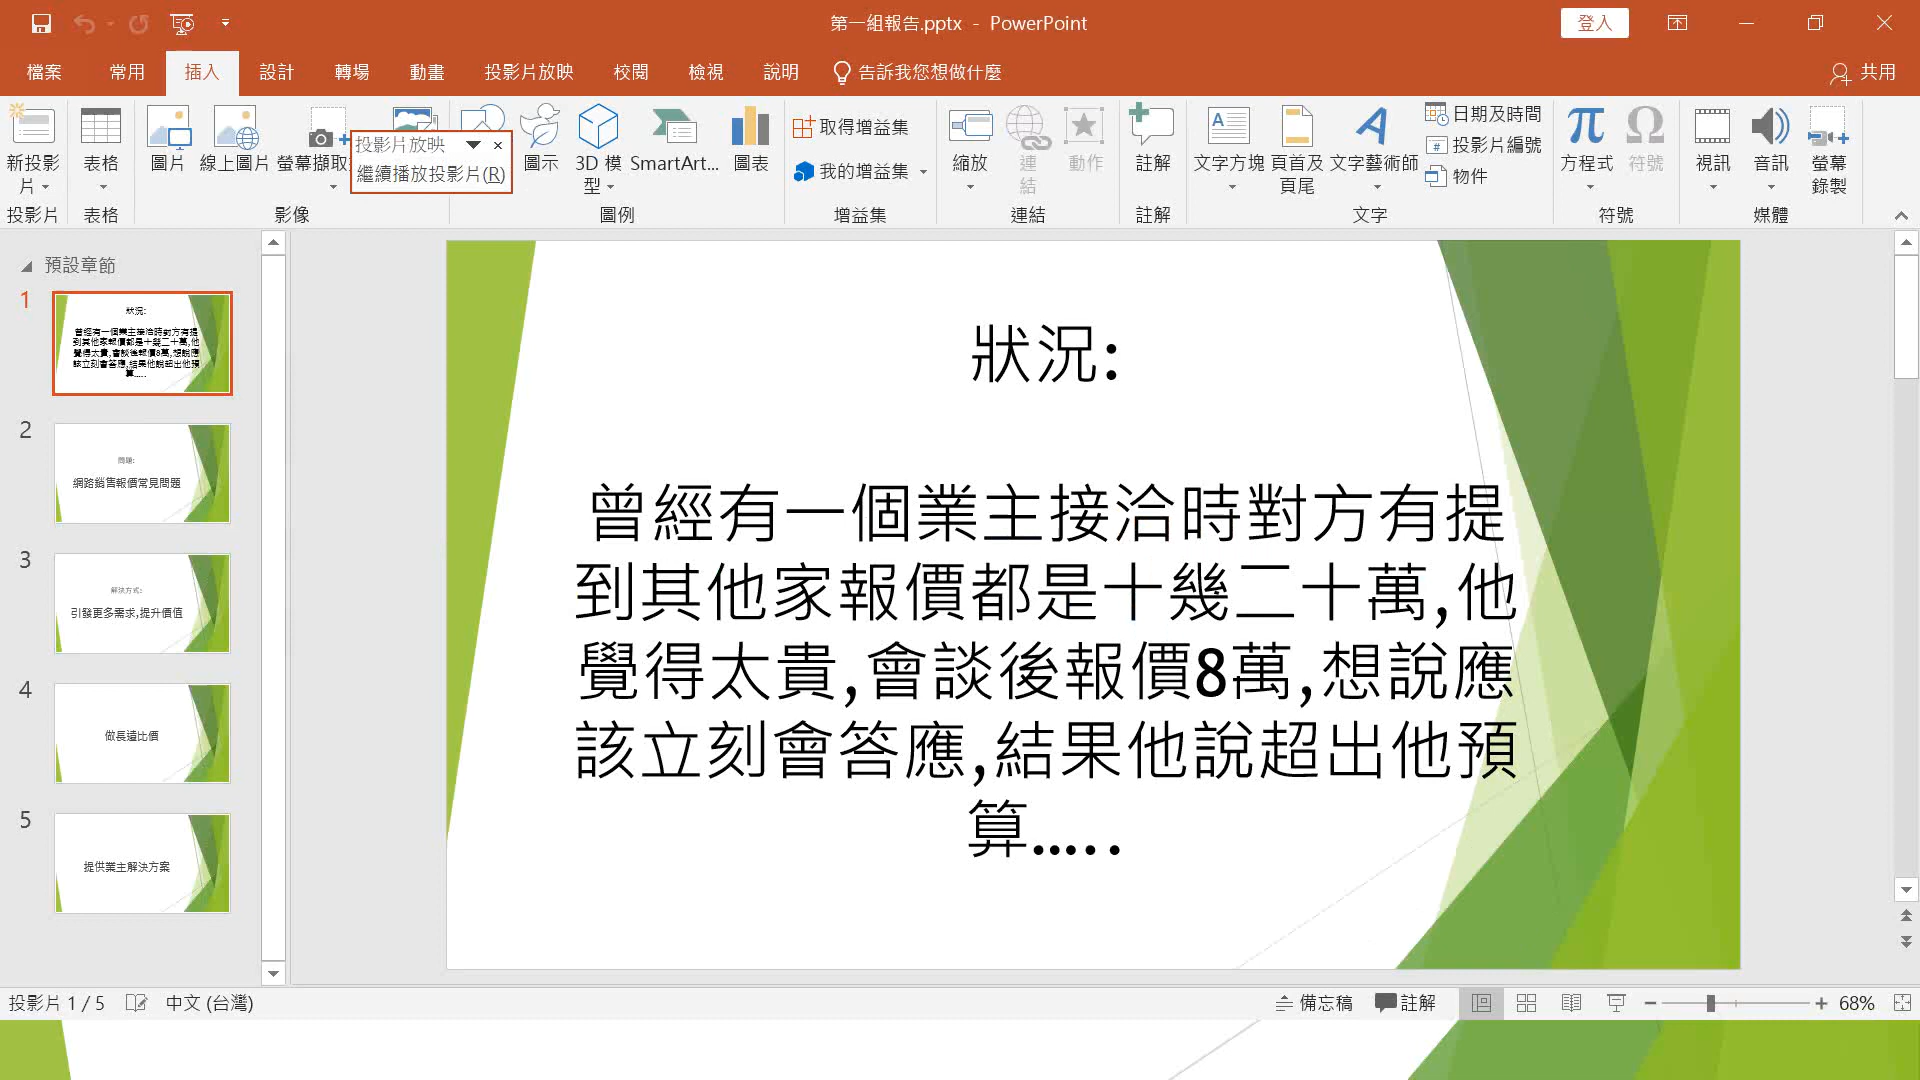 第一組報告.pptx - PowerPoint
登入
檔案 常用 插入 設計 轉場 動畫 投影片放映 校閱 檢視 說明 告訴我您想做什麼 共用
新投影片
表格
圖片
線上圖片
螢幕擷取
投影片放映
繼續播放投影片(R)
圖示
3D 模型
SmartArt...
圖表
取得增益集
我的增益集
縮放
連結
動作
註解
文字方塊
頁首及頁尾
文字藝術師
日期及時間
投影片編號
物件
方程式
符號
視訊
音訊
螢幕錄製
投影片 表格 影像 圖例 增益集 連結 註解 文字 符號 媒體
預設章節
1
狀況:
曾經有一個業主接洽時對方有提
到其他家報價都是十幾二十萬,他
覺得太貴,會談後報價8萬,想說應
該立刻會答應,結果他說超出他預
算.....
2
問題:
網路銷售報價常見問題
3
解決方式:
引發更多需求,提升價值
4
做長遠比價
5
提供業主解決方案
狀況:
曾經有一個業主接洽時對方有提
到其他家報價都是十幾二十萬,他
覺得太貴,會談後報價8萬,想說應
該立刻會答應,結果他說超出他預
算.....
投影片 1 / 5 中文 (台灣) 備忘稿 註解 68%